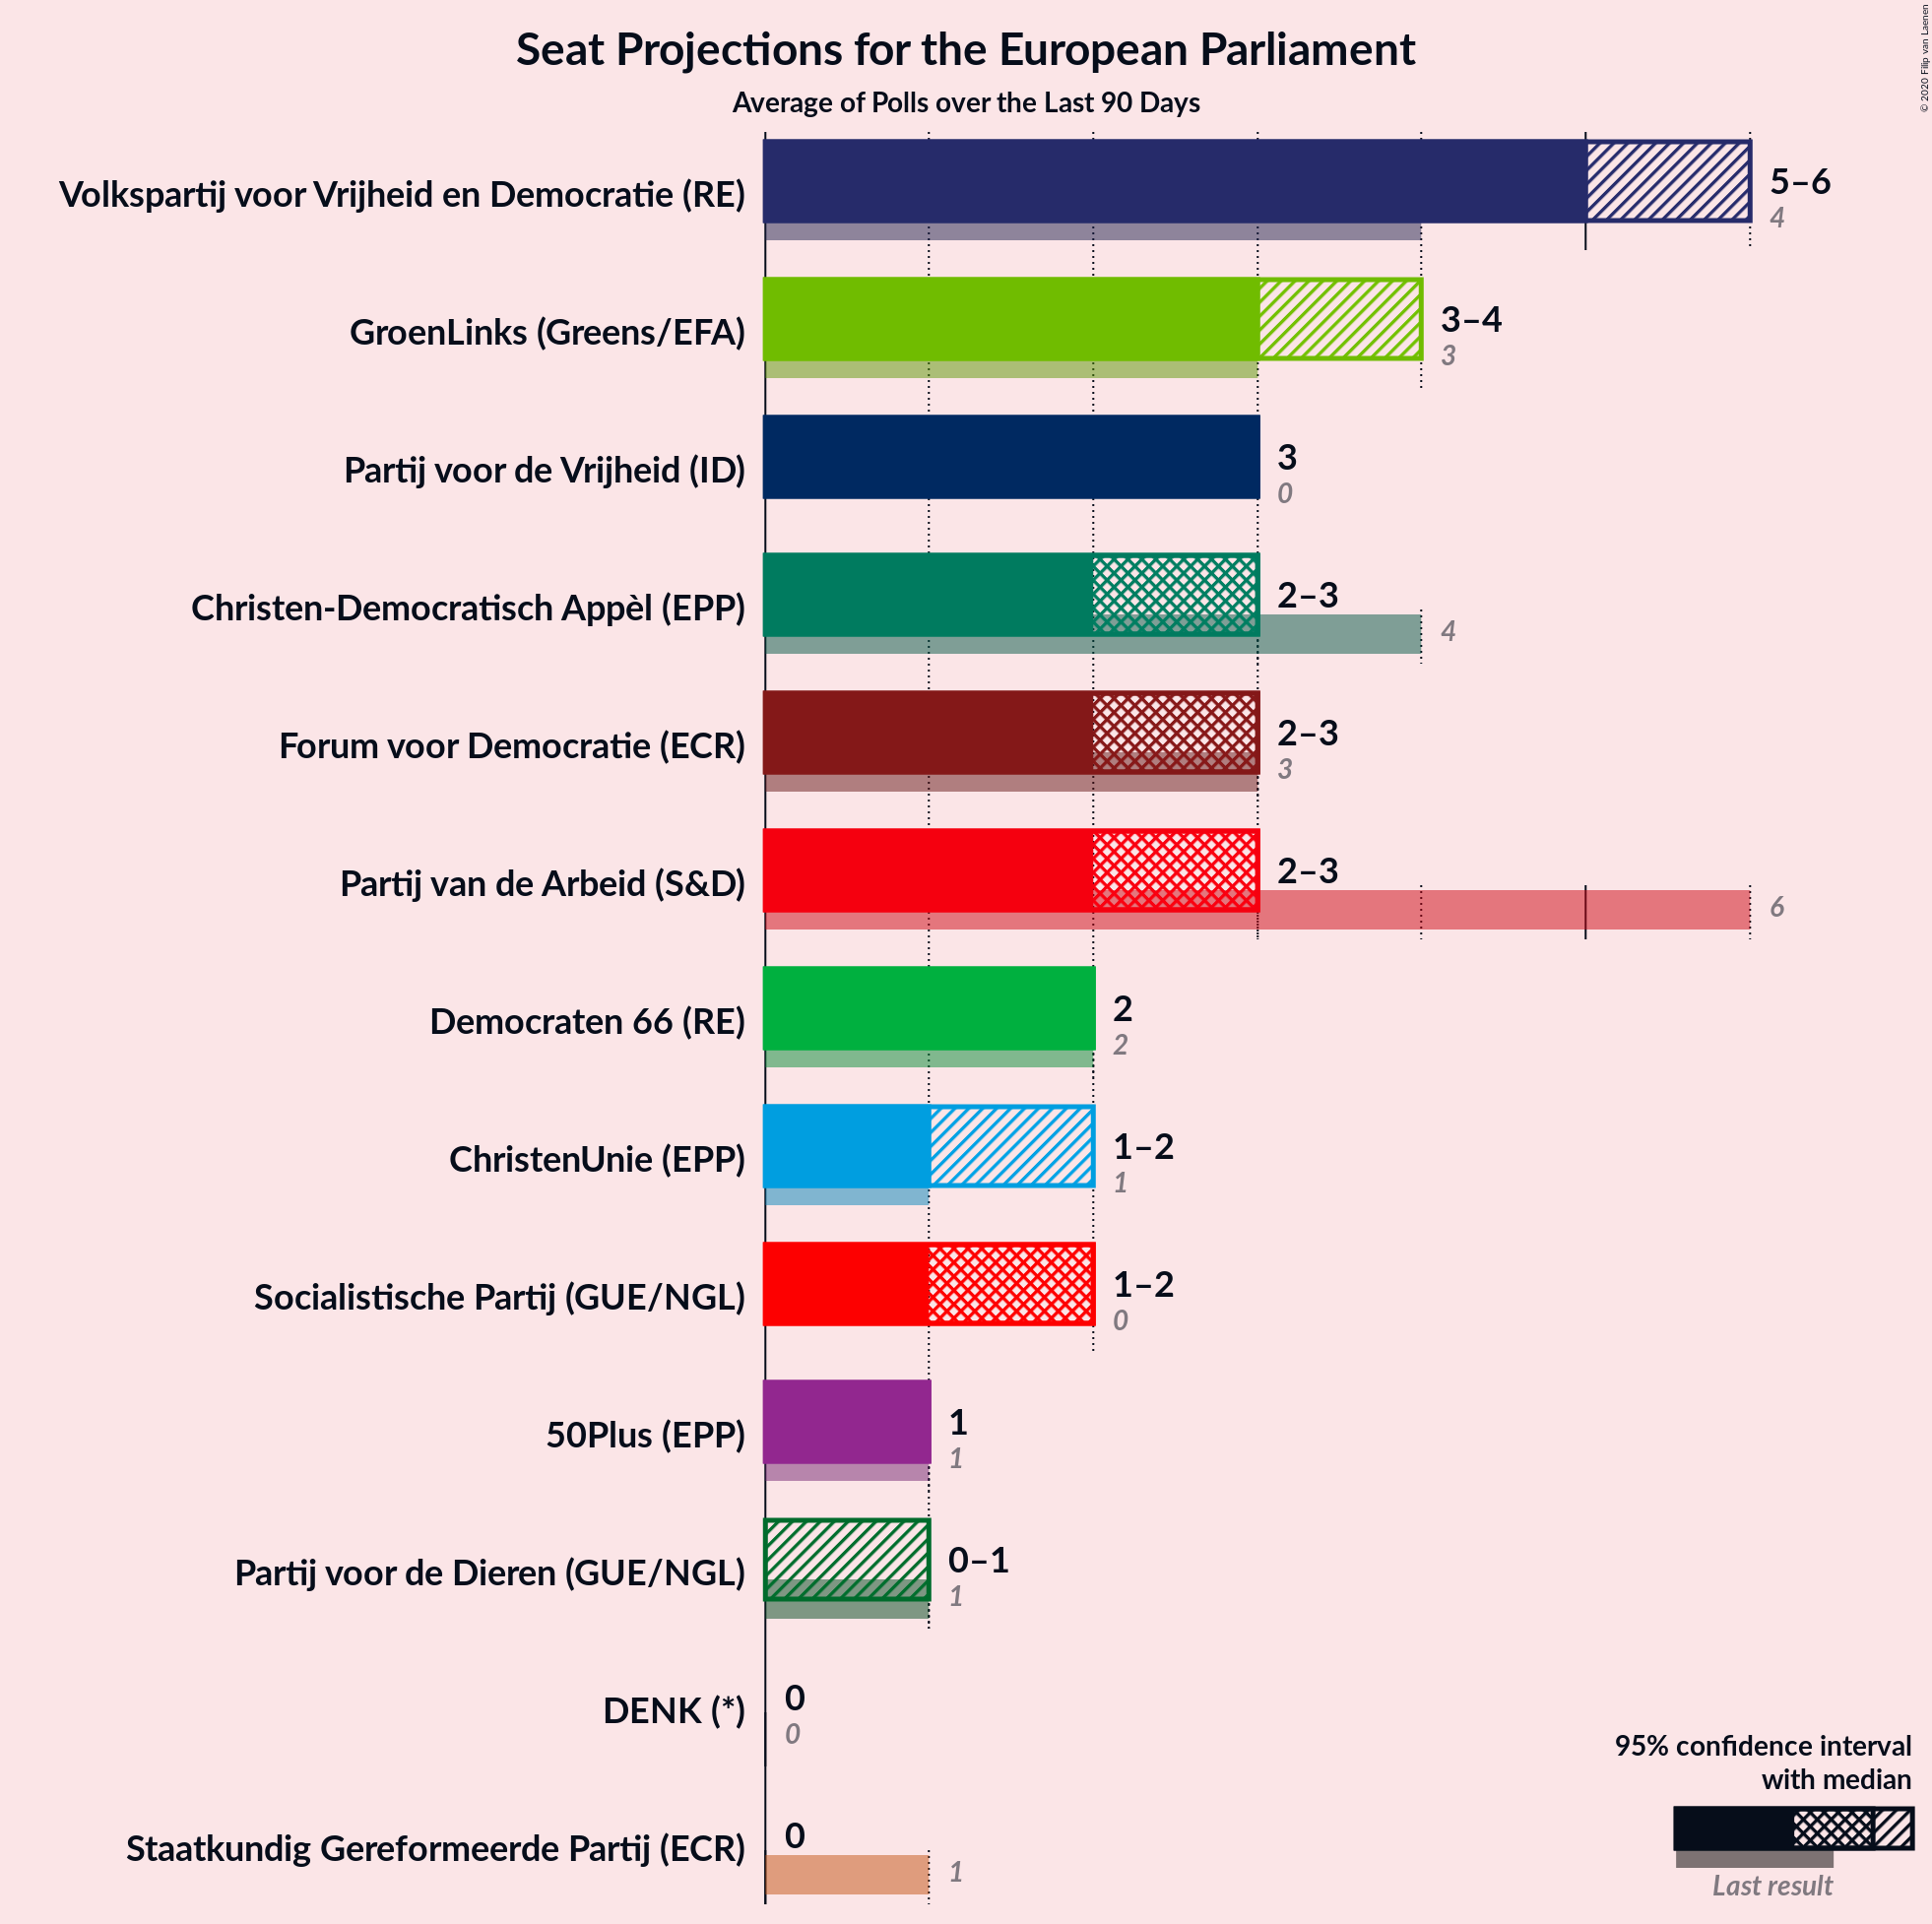 Seat Projections for the European Parliament
Average of Polls over the Last 90 Days
© 2020 Filip van Laenen
Volkspartij voor Vrijheid en Democratie (RE)
5–6
4
GroenLinks (Greens/EFA)
3–4
3
Partij voor de Vrijheid (ID)
3
0
Christen-Democratisch Appèl (EPP)
2–3
4
Forum voor Democratie (ECR)
2–3
3
Partij van de Arbeid (S&D)
2–3
6
Democraten 66 (RE)
2
2
ChristenUnie (EPP)
1–2
1
Socialistische Partij (GUE/NGL)
1–2
0
50Plus (EPP)
1
1
Partij voor de Dieren (GUE/NGL)
0–1
1
DENK (*)
0
0
Staatkundig Gereformeerde Partij (ECR)
0
1
95% confidence interval
with median
Last result